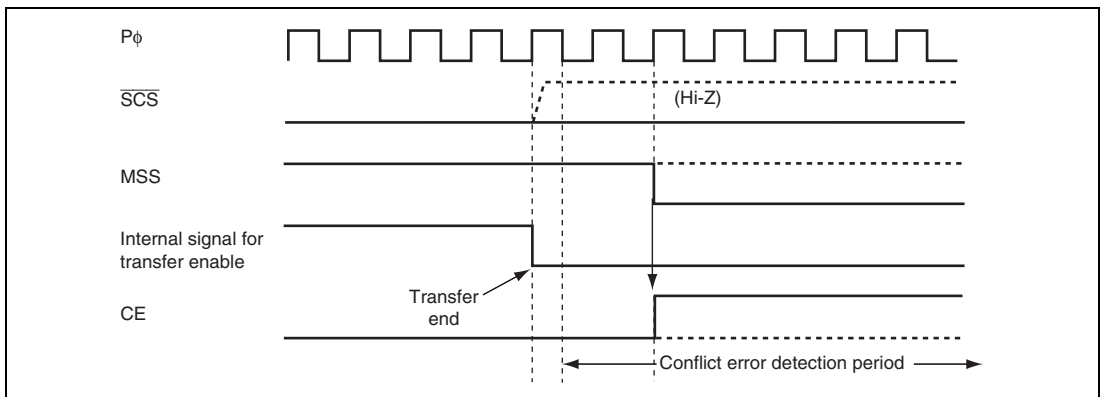 Pϕ
SCS
(Hi-Z)
MSS
Internal signal for
transfer enable
Transfer
end
CE
Conflict error detection period